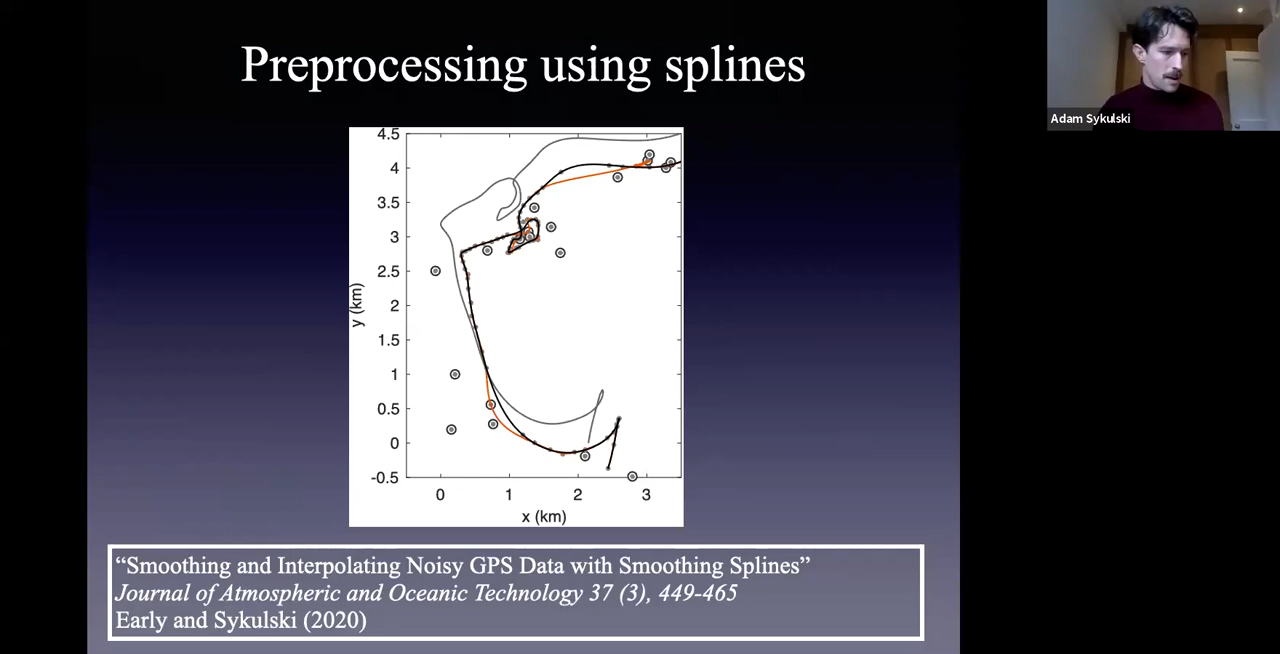 Preprocessing using splines
Adam Sykulski
4.5
4
3.5
3
2.5
2
1.5
1
0.5
0
-0.5
y (km)
0 1 2 3
x (km)
“Smoothing and Interpolating Noisy GPS Data with Smoothing Splines”
Journal of Atmospheric and Oceanic Technology 37 (3), 449-465
Early and Sykulski (2020)